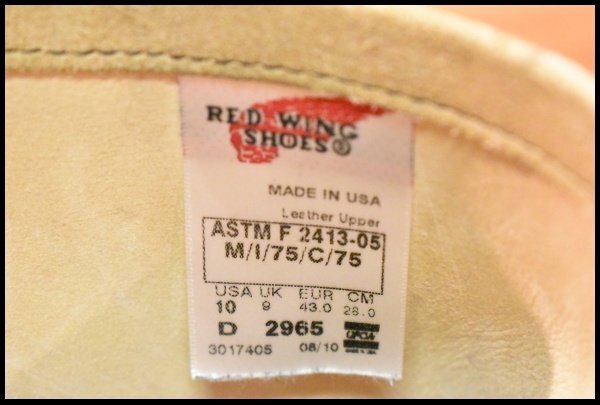 RED WING
SHOES®
MADE IN USA
Leather Upper
ASTM F 2413-05
M/I/75/C/75
USA UK EUR CM
10 9 43.0 28.0
D 2965
3017405 08/10